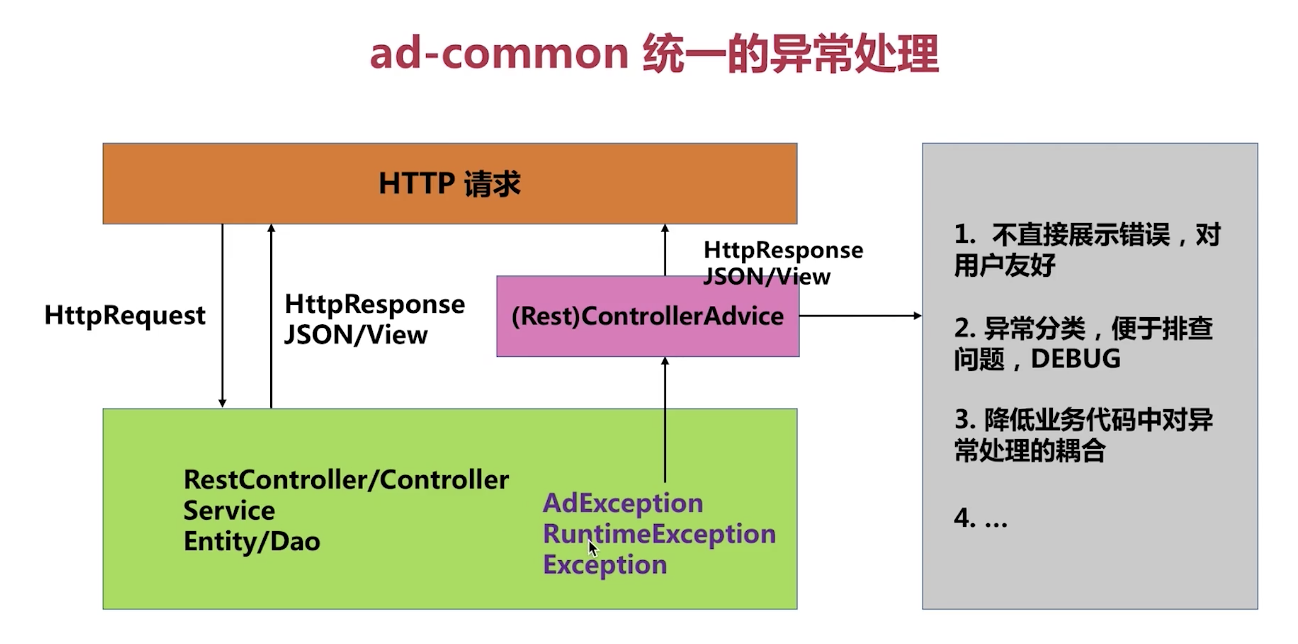 ad-common 统一的异常处理
HTTP 请求
HttpRequest
HttpResponse
JSON/View
HttpResponse
JSON/View
(Rest)ControllerAdvice
RestController/Controller
Service
Entity/Dao
AdException
RuntimeException
Exception
1. 不直接展示错误，对
用户友好
2. 异常分类，便于排查
问题，DEBUG
3. 降低业务代码中对异
常处理的耦合
4. ...